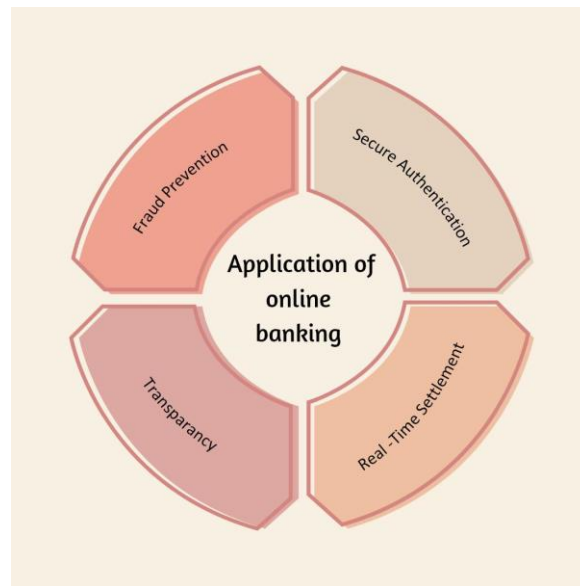 Fraud Prevention
Secure Authentication
Application of
online
banking
Transparancy
Real -Time Settlement